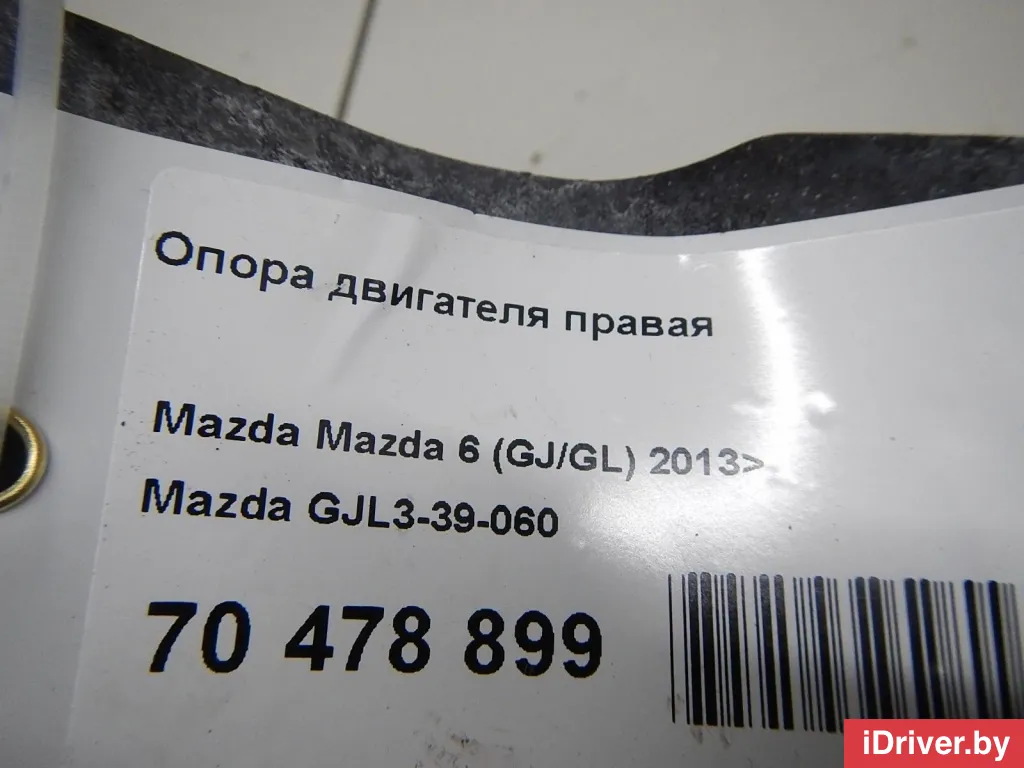 Опора двигателя правая
Mazda Mazda 6 (GJ/GL) 2013>
Mazda GJL3-39-060
70 478 899
iDriver.by